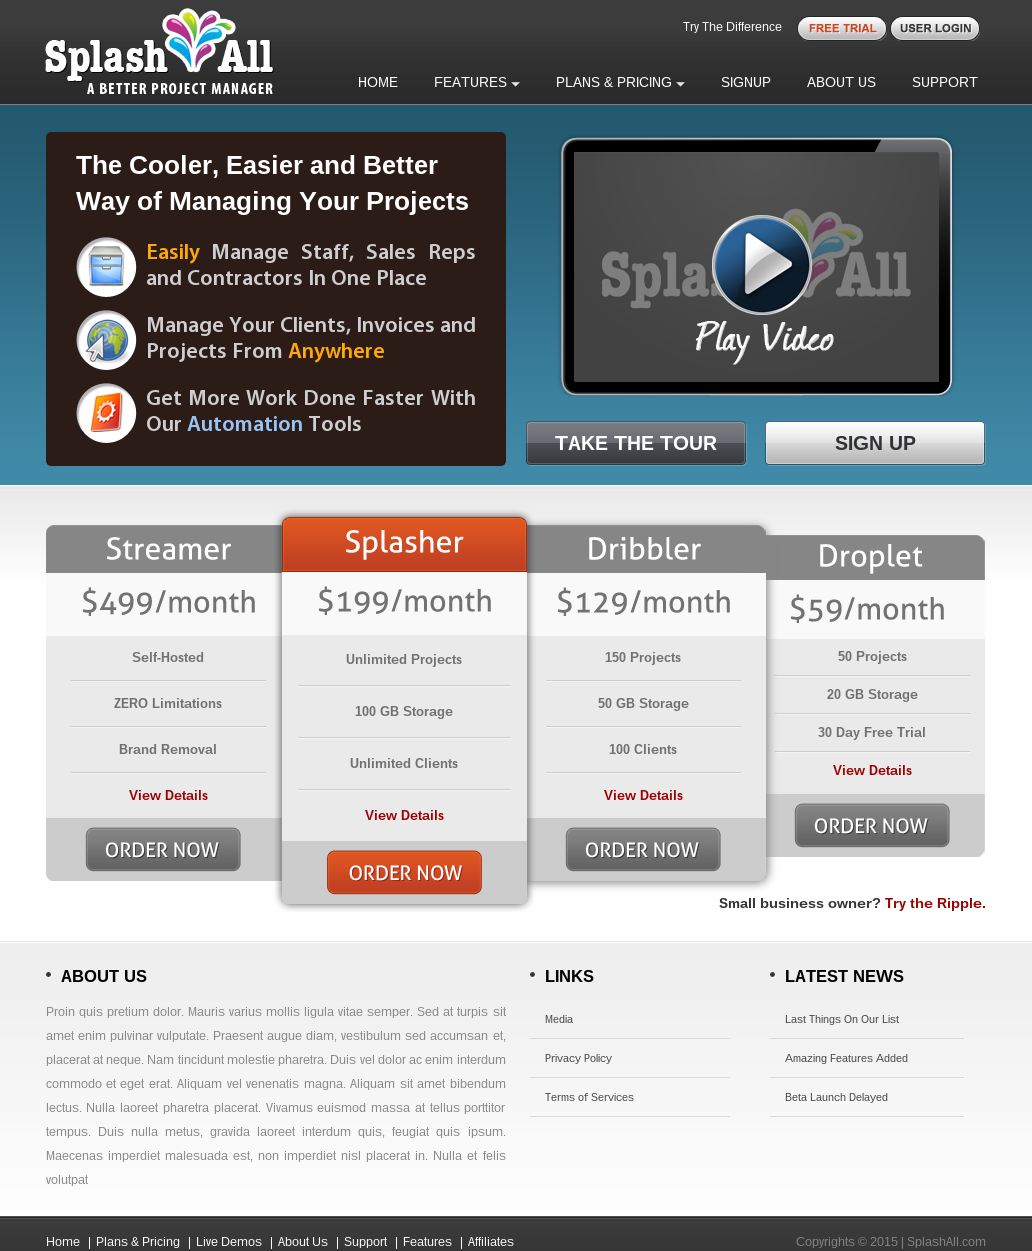 Splash All
A BETTER PROJECT MANAGER
Try The Difference
FREE TRIAL
USER LOGIN
HOME
FEATURES
PLANS & PRICING
SIGNUP
ABOUT US
SUPPORT
The Cooler, Easier and Better
Way of Managing Your Projects
Easily Manage Staff, Sales Reps
and Contractors In One Place
Manage Your Clients, Invoices and
Projects From Anywhere
Get More Work Done Faster With
Our Automation Tools
Splash All
Play Video
TAKE THE TOUR
SIGN UP
Streamer
$499/month
Self-Hosted
ZERO Limitations
Brand Removal
View Details
ORDER NOW
Splasher
$199/month
Unlimited Projects
100 GB Storage
Unlimited Clients
View Details
ORDER NOW
Dribbler
$129/month
150 Projects
50 GB Storage
100 Clients
View Details
ORDER NOW
Droplet
$59/month
50 Projects
20 GB Storage
30 Day Free Trial
View Details
ORDER NOW
Small business owner? Try the Ripple.
ABOUT US
Proin quis pretium dolor. Mauris varius mollis ligula vitae semper. Sed at turpis sit
amet enim pulvinar vulputate. Praesent augue diam, vestibulum sed accumsan et,
placerat at neque. Nam tincidunt molestie pharetra. Duis vel dolor ac enim interdum
commodo et eget erat. Aliquam vel venenatis magna. Aliquam sit amet bibendum
lectus. Nulla laoreet pharetra placerat. Vivamus euismod massa at tellus porttitor
tempus. Duis nulla metus, gravida laoreet interdum quis, feugiat quis ipsum.
Maecenas imperdiet malesuada est, non imperdiet nisl placerat in. Nulla et felis
volutpat
LINKS
Media
Privacy Policy
Terms of Services
LATEST NEWS
Last Things On Our List
Amazing Features Added
Beta Launch Delayed
Home | Plans & Pricing | Live Demos | About Us | Support | Features | Affiliates
Copyrights © 2015 | SplashAll.com